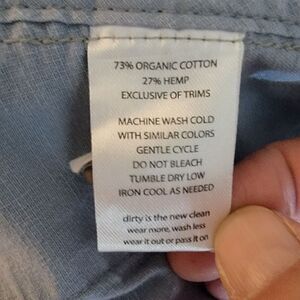 73% ORGANIC COTTON
27% HEMP
EXCLUSIVE OF TRIMS
MACHINE WASH COLD
WITH SIMILAR COLORS
GENTLE CYCLE
DO NOT BLEACH
TUMBLE DRY LOW
IRON COOL AS NEEDED
dirty is the new clean
wear more, wash less
wear it out or pass it on